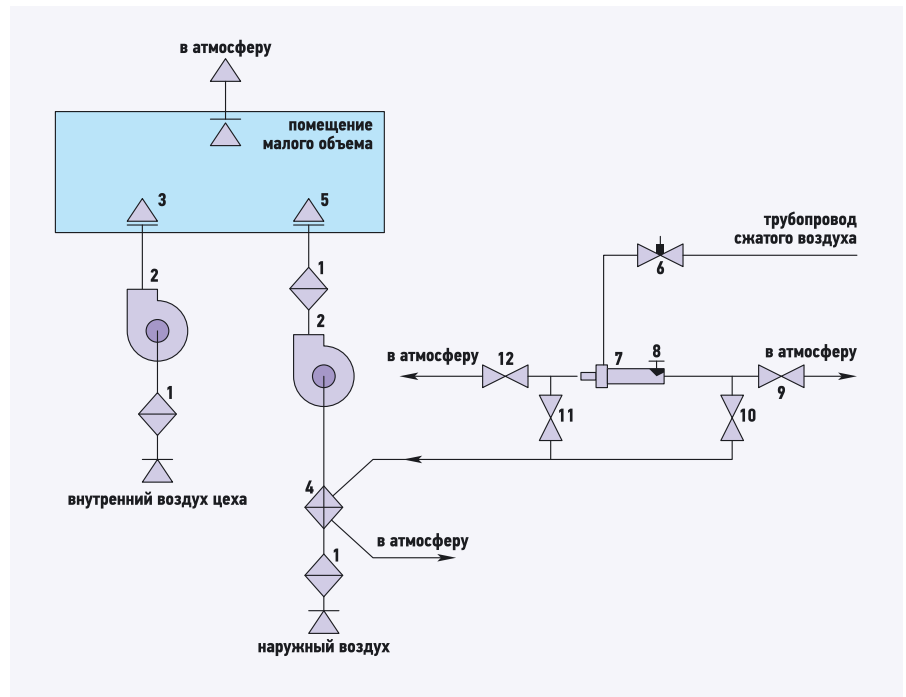 в атмосферу
помещение
малого объема
3
5
трубопровод
сжатого воздуха
6
1
2
2
в атмосферу
12
7
8
в атмосферу
9
1
11
10
внутренний воздух цеха
4
в атмосферу
1
наружный воздух